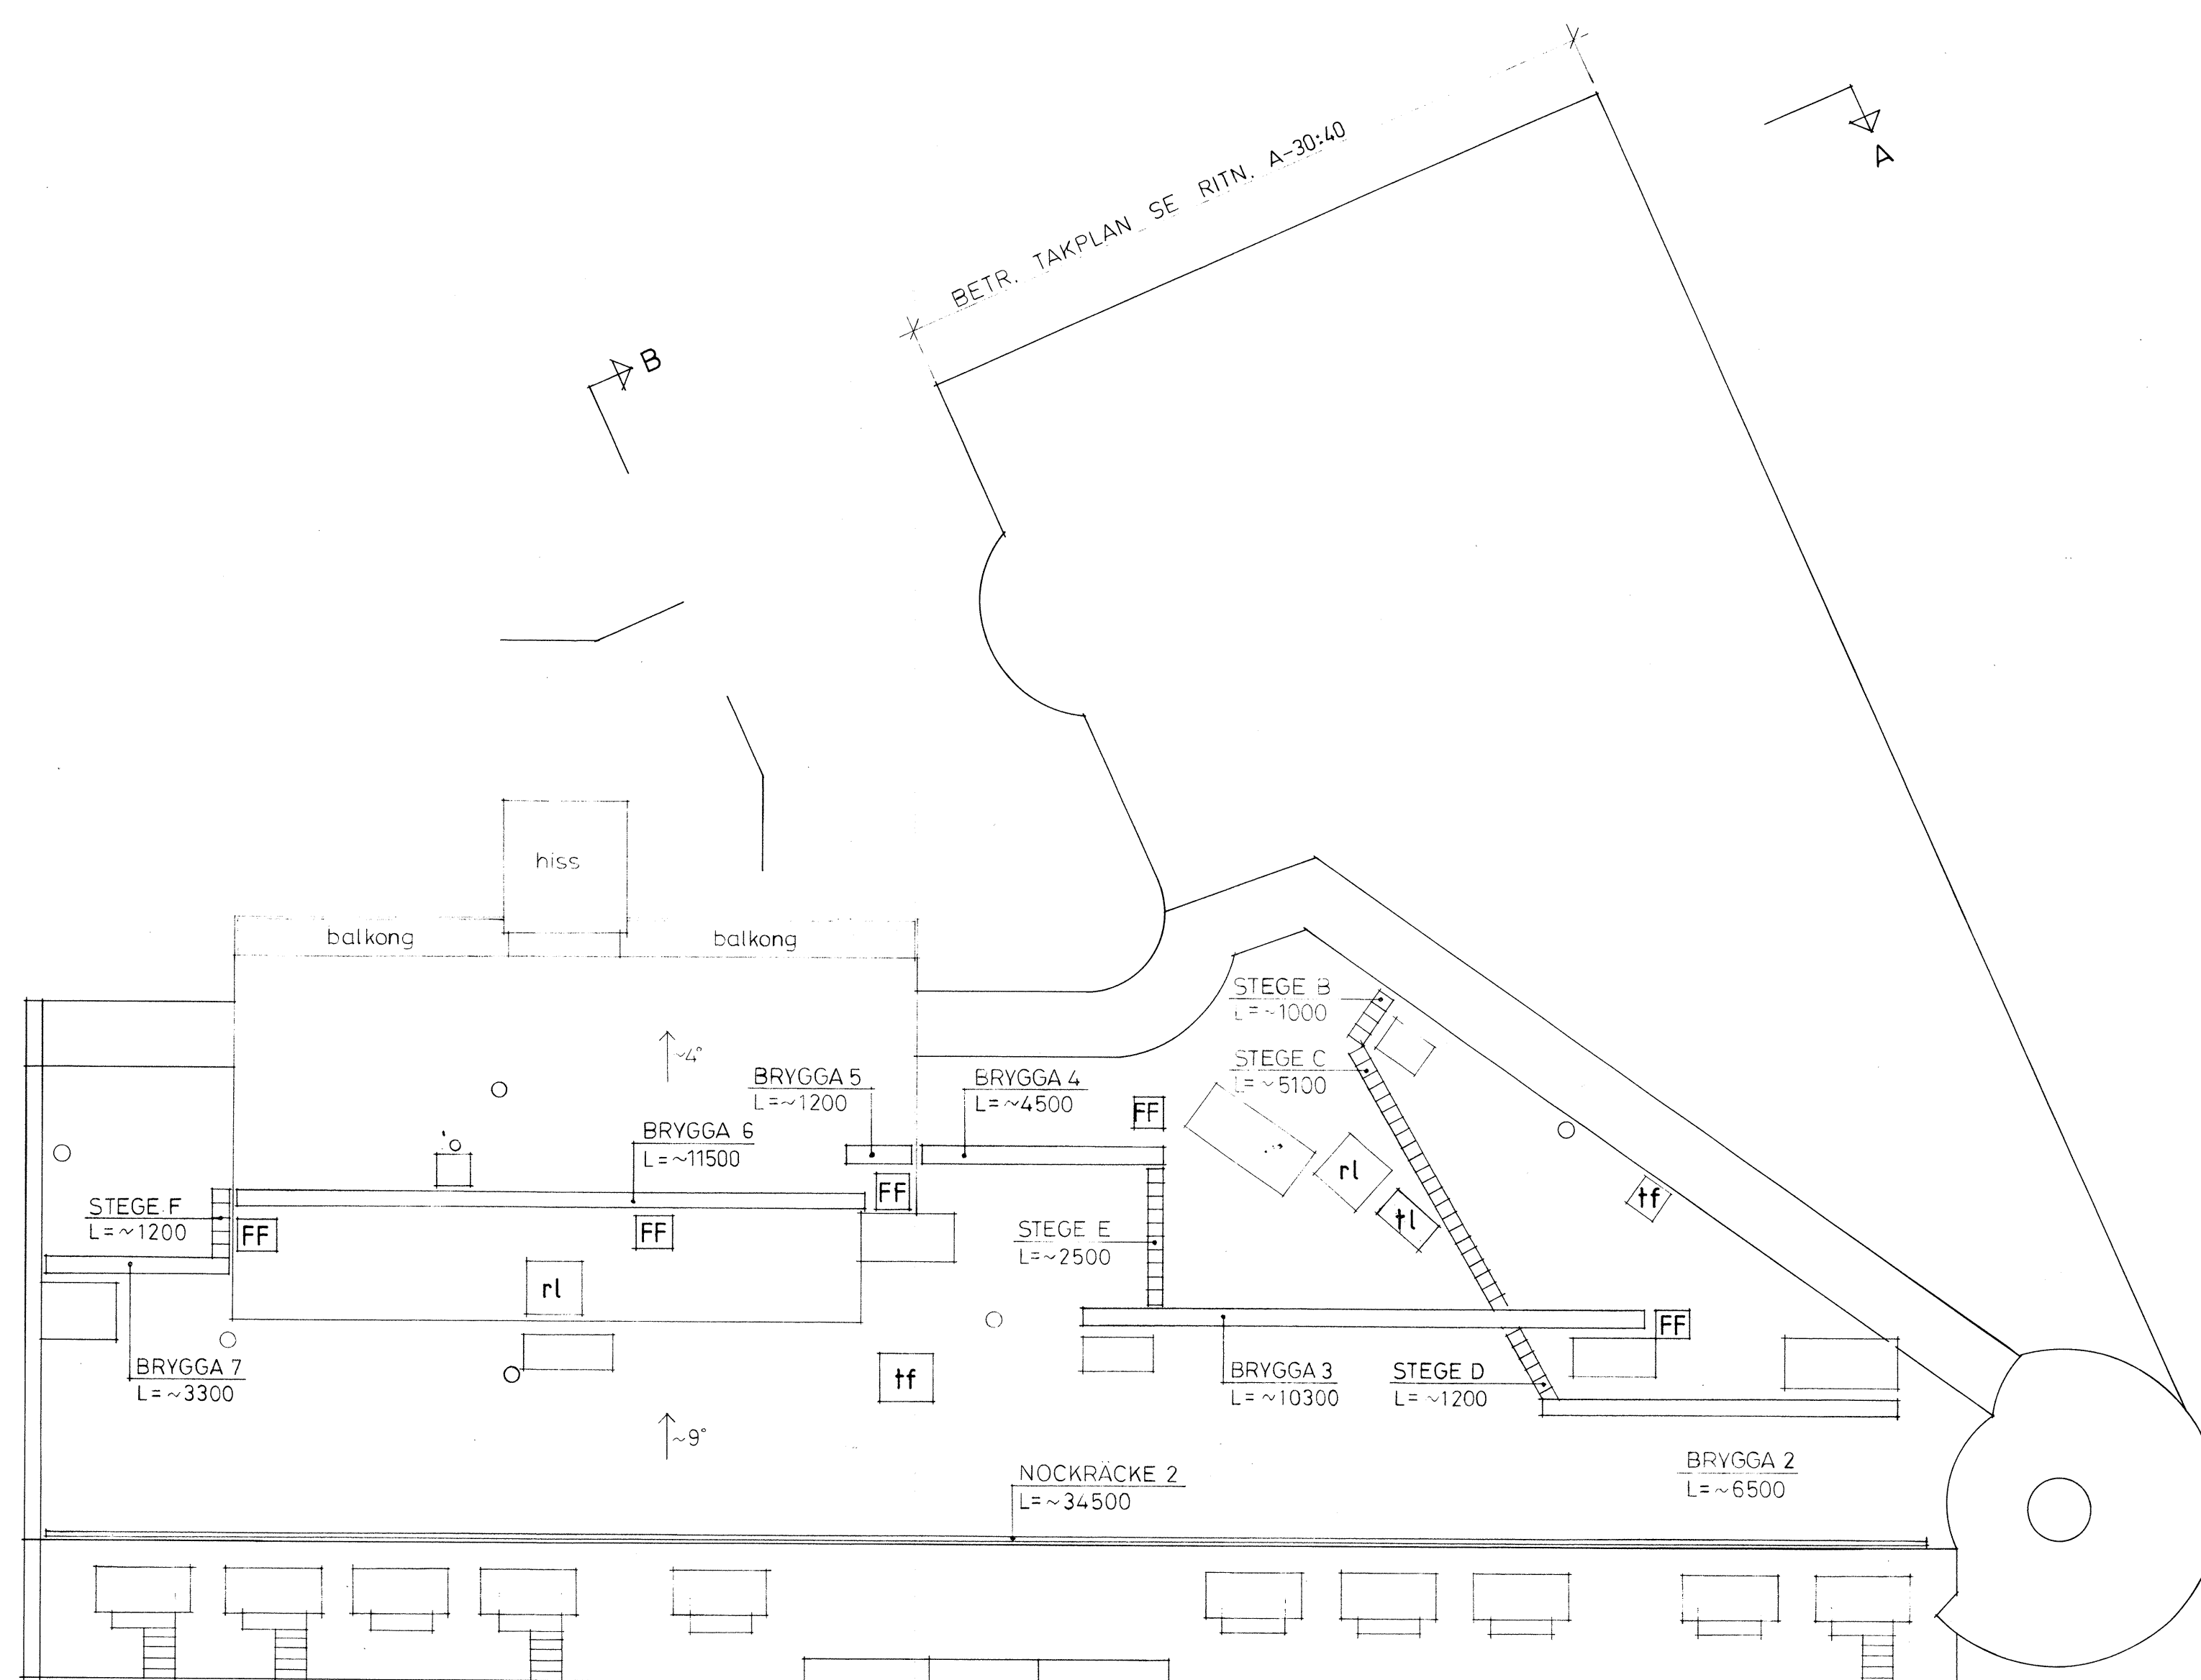 BETR. TAKPLAN SE RITN. A-30:40
A
B
hiss
balkong
balkong
STEGE B
L=~1000
~4°
STEGE C
L=~5100
BRYGGA 5
L=~1200
BRYGGA 4
L=~4500
FF
BRYGGA 6
L=~11500
rl
FF
tf
STEGE F
L=~1200
FF
FF
tl
STEGE E
L=~2500
rl
FF
BRYGGA 7
L=~3300
tf
BRYGGA 3
L=~10300
STEGE D
L=~1200
~9°
NOCKRÄCKE 2
L=~34500
BRYGGA 2
L=~6500